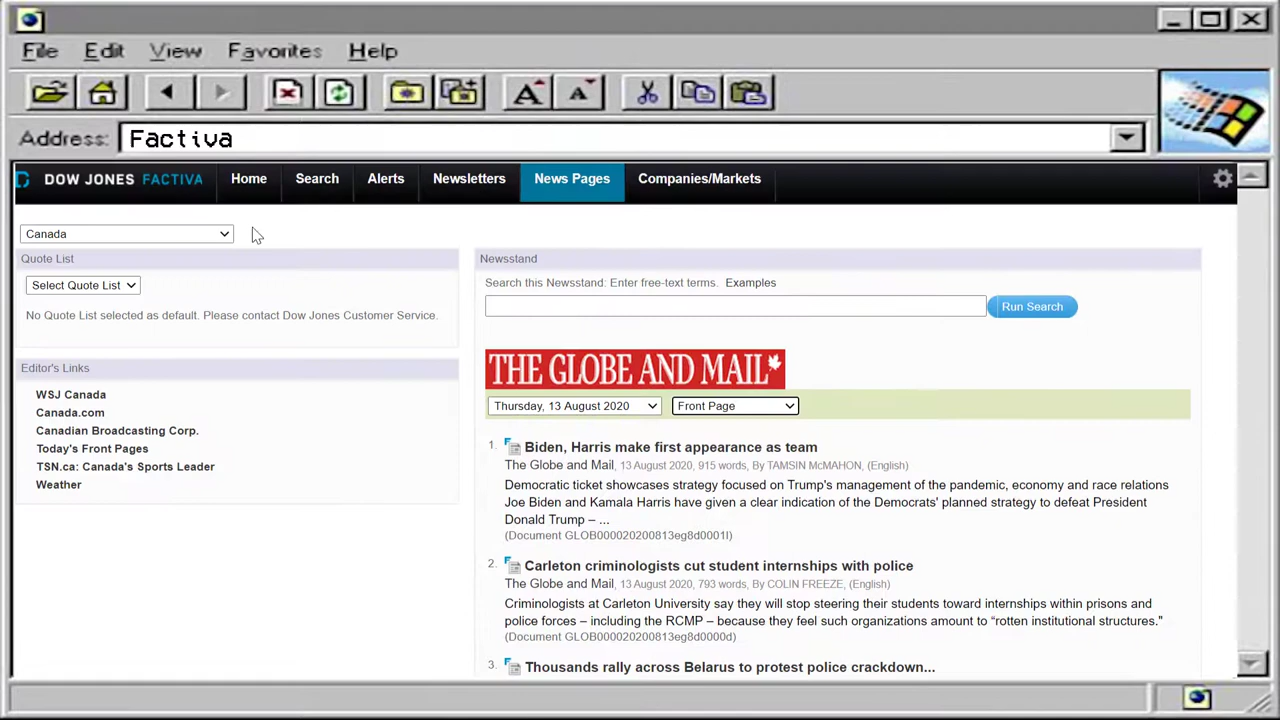 File Edit View Favorites Help
Address: Factiva
DOW JONES FACTIVA Home Search Alerts Newsletters News Pages Companies/Markets
Canada
Quote List
Select Quote List
No Quote List selected as default. Please contact Dow Jones Customer Service.
Editor's Links
WSJ Canada
Canada.com
Canadian Broadcasting Corp.
Today's Front Pages
TSN.ca: Canada's Sports Leader
Weather
Newsstand
Search this Newsstand: Enter free-text terms. Examples
Run Search
THE GLOBE AND MAIL
Thursday, 13 August 2020 Front Page
1. Biden, Harris make first appearance as team
The Globe and Mail, 13 August 2020, 915 words, By TAMSIN McMAHON, (English)
Democratic ticket showcases strategy focused on Trump's management of the pandemic, economy and race relations
Joe Biden and Kamala Harris have given a clear indication of the Democrats' planned strategy to defeat President
Donald Trump – ...
(Document GLOB000020200813eg8d0001l)
2. Carleton criminologists cut student internships with police
The Globe and Mail, 13 August 2020, 793 words, By COLIN FREEZE, (English)
Criminologists at Carleton University say they will stop steering their students toward internships within prisons and
police forces – including the RCMP – because they feel such organizations amount to “rotten institutional structures.”
(Document GLOB000020200813eg8d0000d)
3. Thousands rally across Belarus to protest police crackdown...